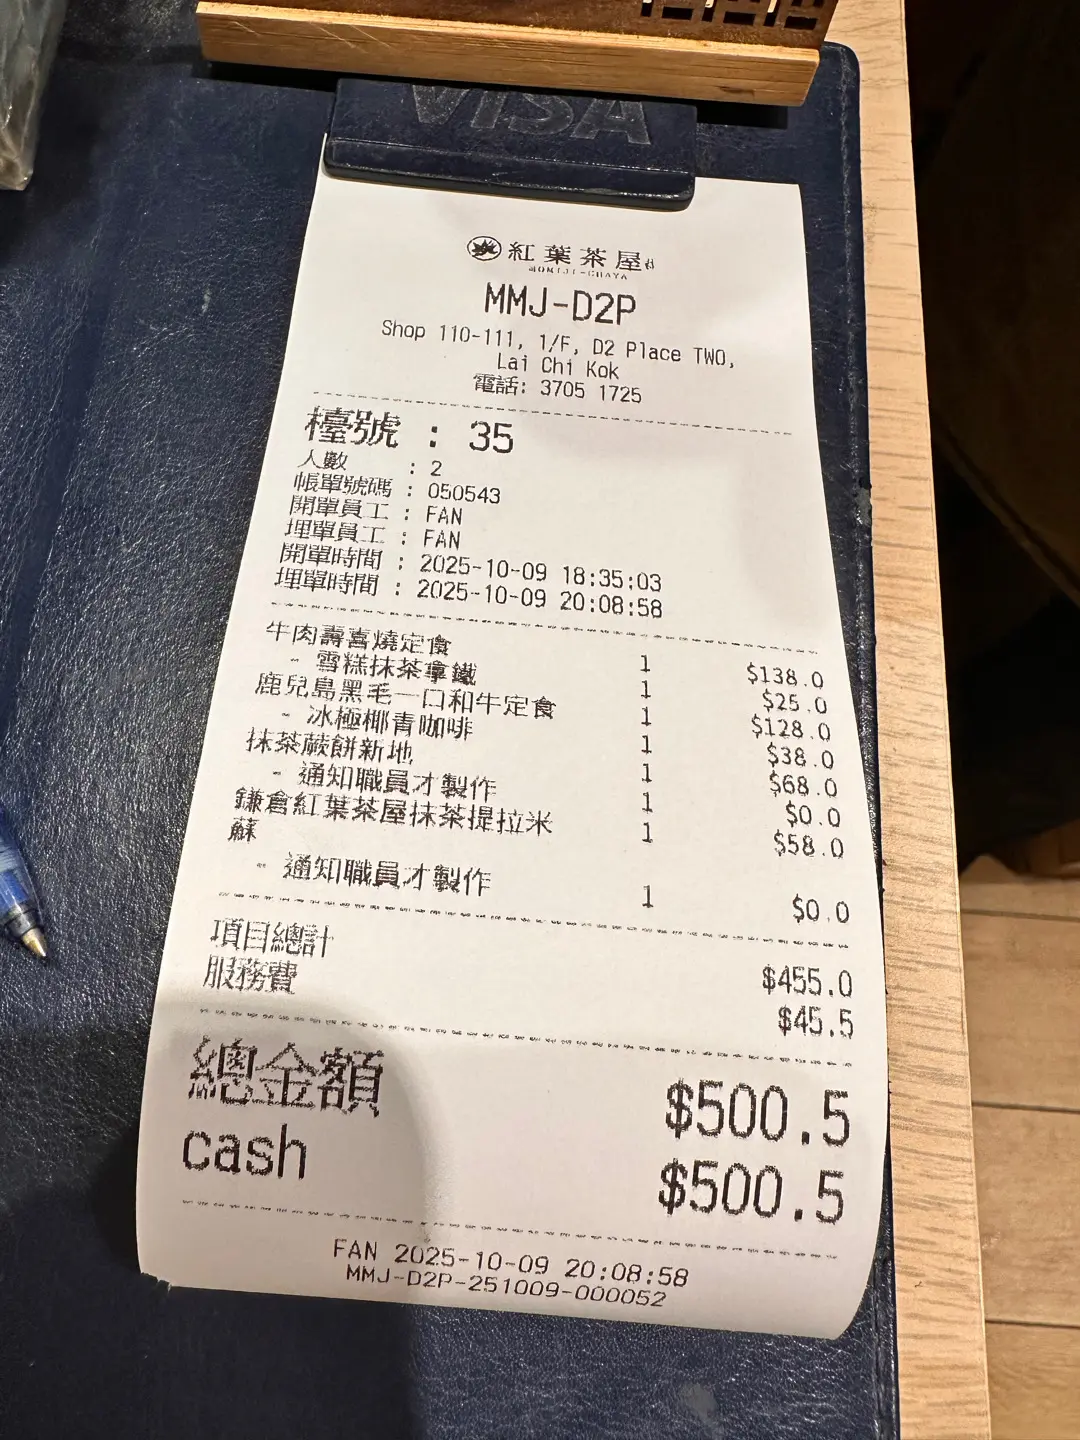 VISA
紅葉茶屋
MOMIJI-CHAYA
MMJ-D2P
Shop 110-111, 1/F, D2 Place TWO,
Lai Chi Kok
電話: 3705 1725
檯號 : 35
人數 : 2
帳單號碼 : 050543
開單員工 : FAN
埋單員工 : FAN
開單時間 : 2025-10-09 18:35:03
埋單時間 : 2025-10-09 20:08:58
牛肉壽喜燒定食 1 $138.0
- 雪糕抹茶拿鐵 1 $25.0
鹿兒島黑毛一口和牛定食 1 $128.0
- 冰極椰青咖啡 1 $38.0
抹茶蕨餅新地 1 $68.0
- 通知職員才製作 1 $0.0
鎌倉紅葉茶屋抹茶提拉米 1 $58.0
蘇
- 通知職員才製作 1 $0.0
項目總計 $455.0
服務費 $45.5
總金額 $500.5
cash $500.5
FAN 2025-10-09 20:08:58
MMJ-D2P-251009-000052